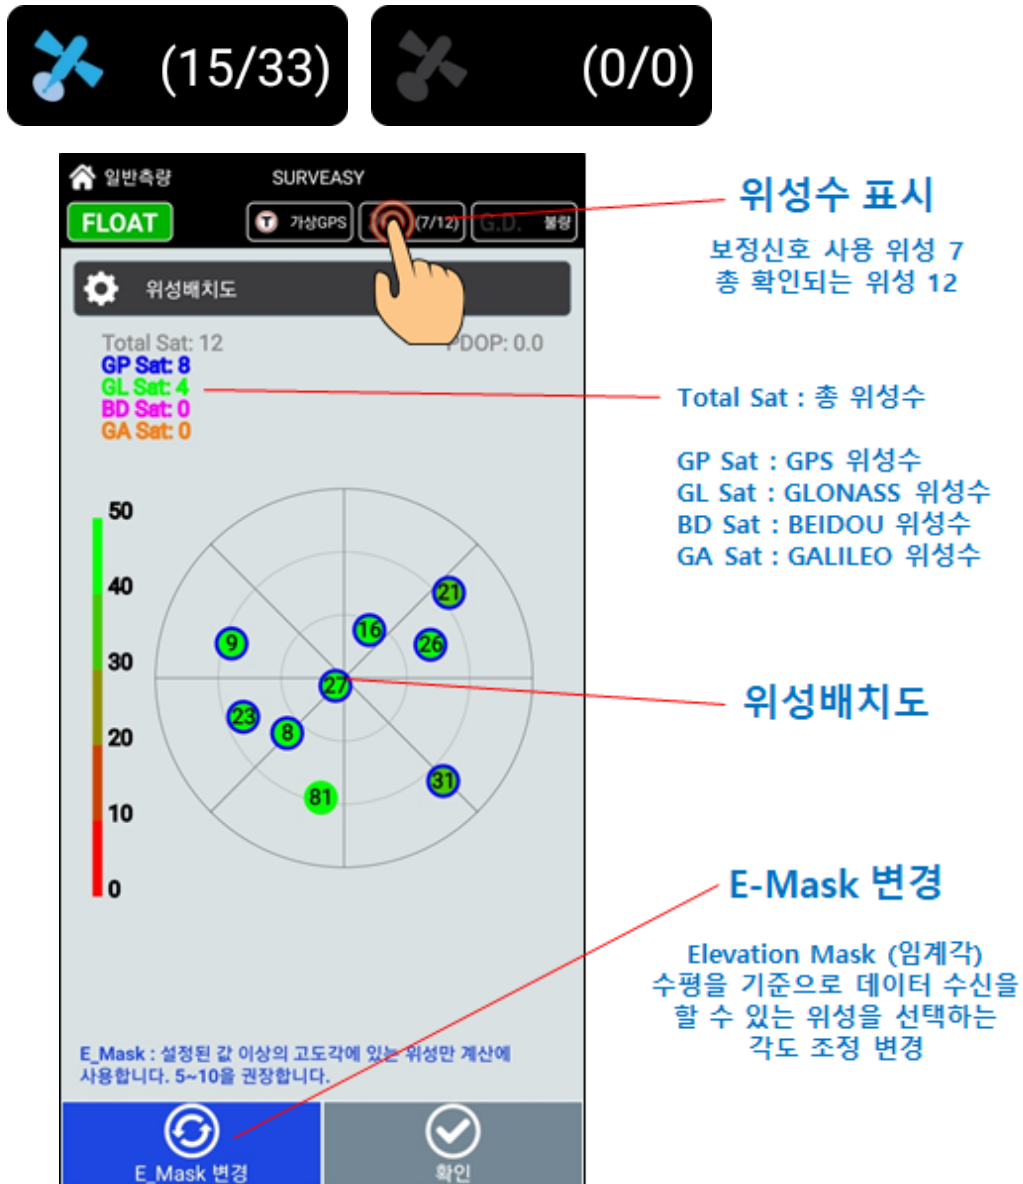 (15/33)
(0/0)
일반측량
SURVEASY
FLOAT
T
가상GPS
(7/12)
G.D.
불량
위성수 표시
보정신호 사용 위성 7
총 확인되는 위성 12
위성배치도
Total Sat: 12
PDOP: 0.0
GP Sat: 8
GL Sat: 4
BD Sat: 0
GA Sat: 0
Total Sat : 총 위성수
GP Sat : GPS 위성수
GL Sat : GLONASS 위성수
BD Sat : BEIDOU 위성수
GA Sat : GALILEO 위성수
50
40
30
20
10
0
21
16
9
26
27
23
8
31
81
위성배치도
E-Mask 변경
Elevation Mask (임계각)
수평을 기준으로 데이터 수신을
할 수 있는 위성을 선택하는
각도 조정 변경
E_Mask : 설정된 값 이상의 고도각에 있는 위성만 계산에
사용합니다. 5~10을 권장합니다.
E_Mask 변경
확인